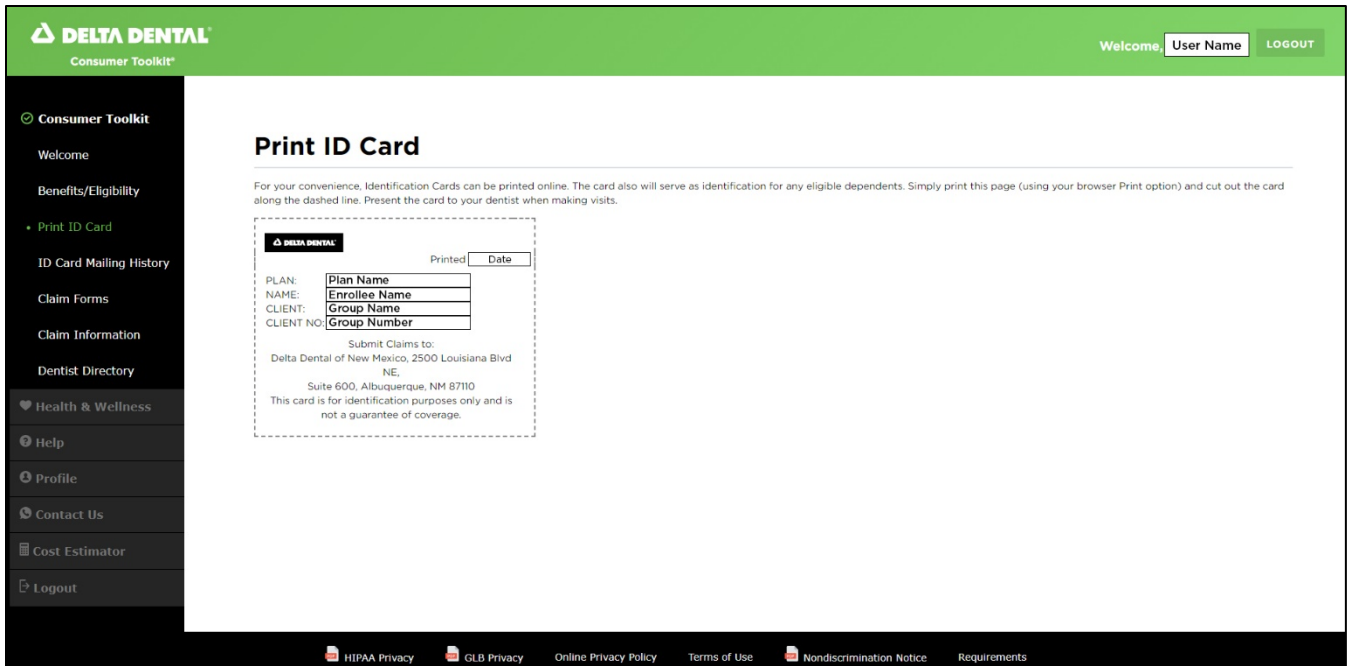 DELTA DENTAL®
Consumer Toolkit®
Welcome, User Name LOGOUT
Consumer Toolkit
Welcome
Benefits/Eligibility
Print ID Card
ID Card Mailing History
Claim Forms
Claim Information
Dentist Directory
Health & Wellness
Help
Profile
Contact Us
Cost Estimator
Logout
Print ID Card
For your convenience, Identification Cards can be printed online. The card also will serve as identification for any eligible dependents. Simply print this page (using your browser Print option) and cut out the card
along the dashed line. Present the card to your dentist when making visits.
DELTA DENTAL
Printed Date
PLAN: Plan Name
NAME: Enrollee Name
CLIENT: Group Name
CLIENT NO: Group Number
Submit Claims to:
Delta Dental of New Mexico, 2500 Louisiana Blvd
NE,
Suite 600, Albuquerque, NM 87110
This card is for identification purposes only and is
not a guarantee of coverage.
HIPAA Privacy GLB Privacy Online Privacy Policy Terms of Use Nondiscrimination Notice Requirements